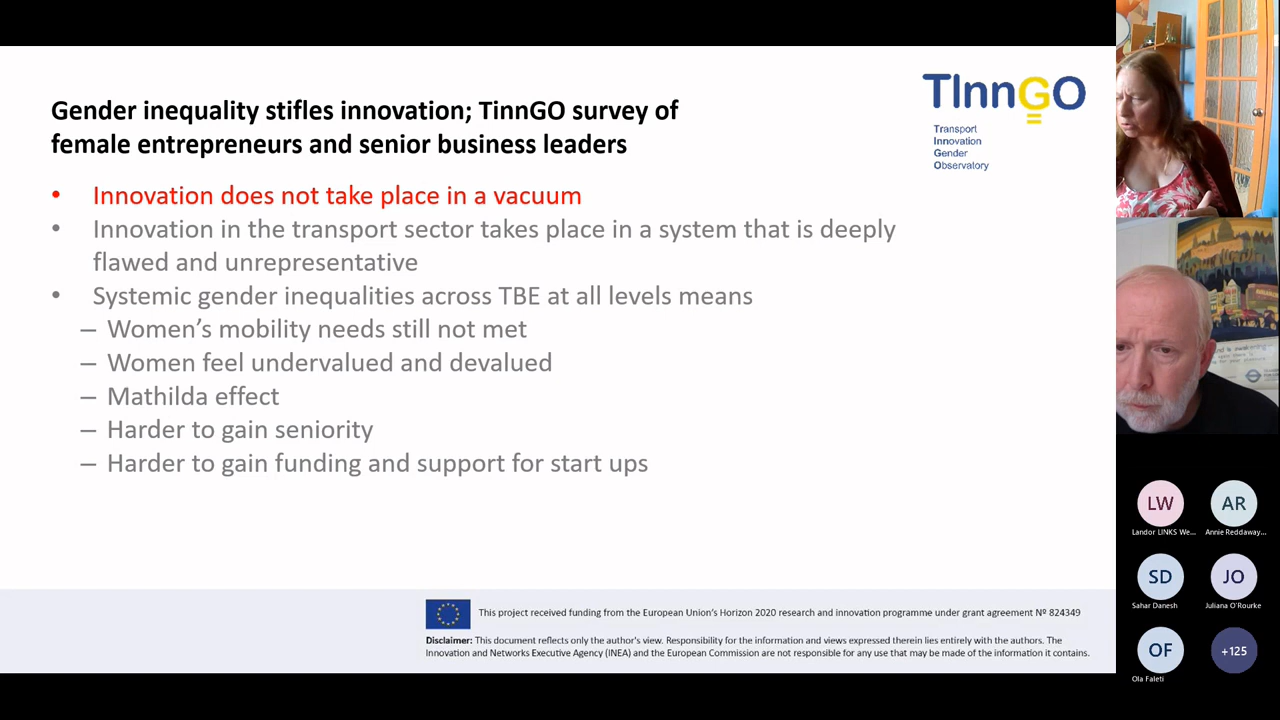 Gender inequality stifles innovation; TinnGO survey of
female entrepreneurs and senior business leaders
TInnGO
Transport
Innovation
Gender
Observatory
• Innovation does not take place in a vacuum
• Innovation in the transport sector takes place in a system that is deeply
flawed and unrepresentative
• Systemic gender inequalities across TBE at all levels means
– Women’s mobility needs still not met
– Women feel undervalued and devalued
– Mathilda effect
– Harder to gain seniority
– Harder to gain funding and support for start ups
This project received funding from the European Union’s Horizon 2020 research and innovation programme under grant agreement Nº 824349
Disclaimer: This document reflects only the author's view. Responsibility for the information and views expressed therein lies entirely with the authors. The
Innovation and Networks Executive Agency (INEA) and the European Commission are not responsible for any use that may be made of the information it contains.
LW
Landor LINKS We...
AR
Annie Reddaway...
SD
Sahar Danesh
JO
Juliana O'Rourke
OF
Ola Faleti
+125